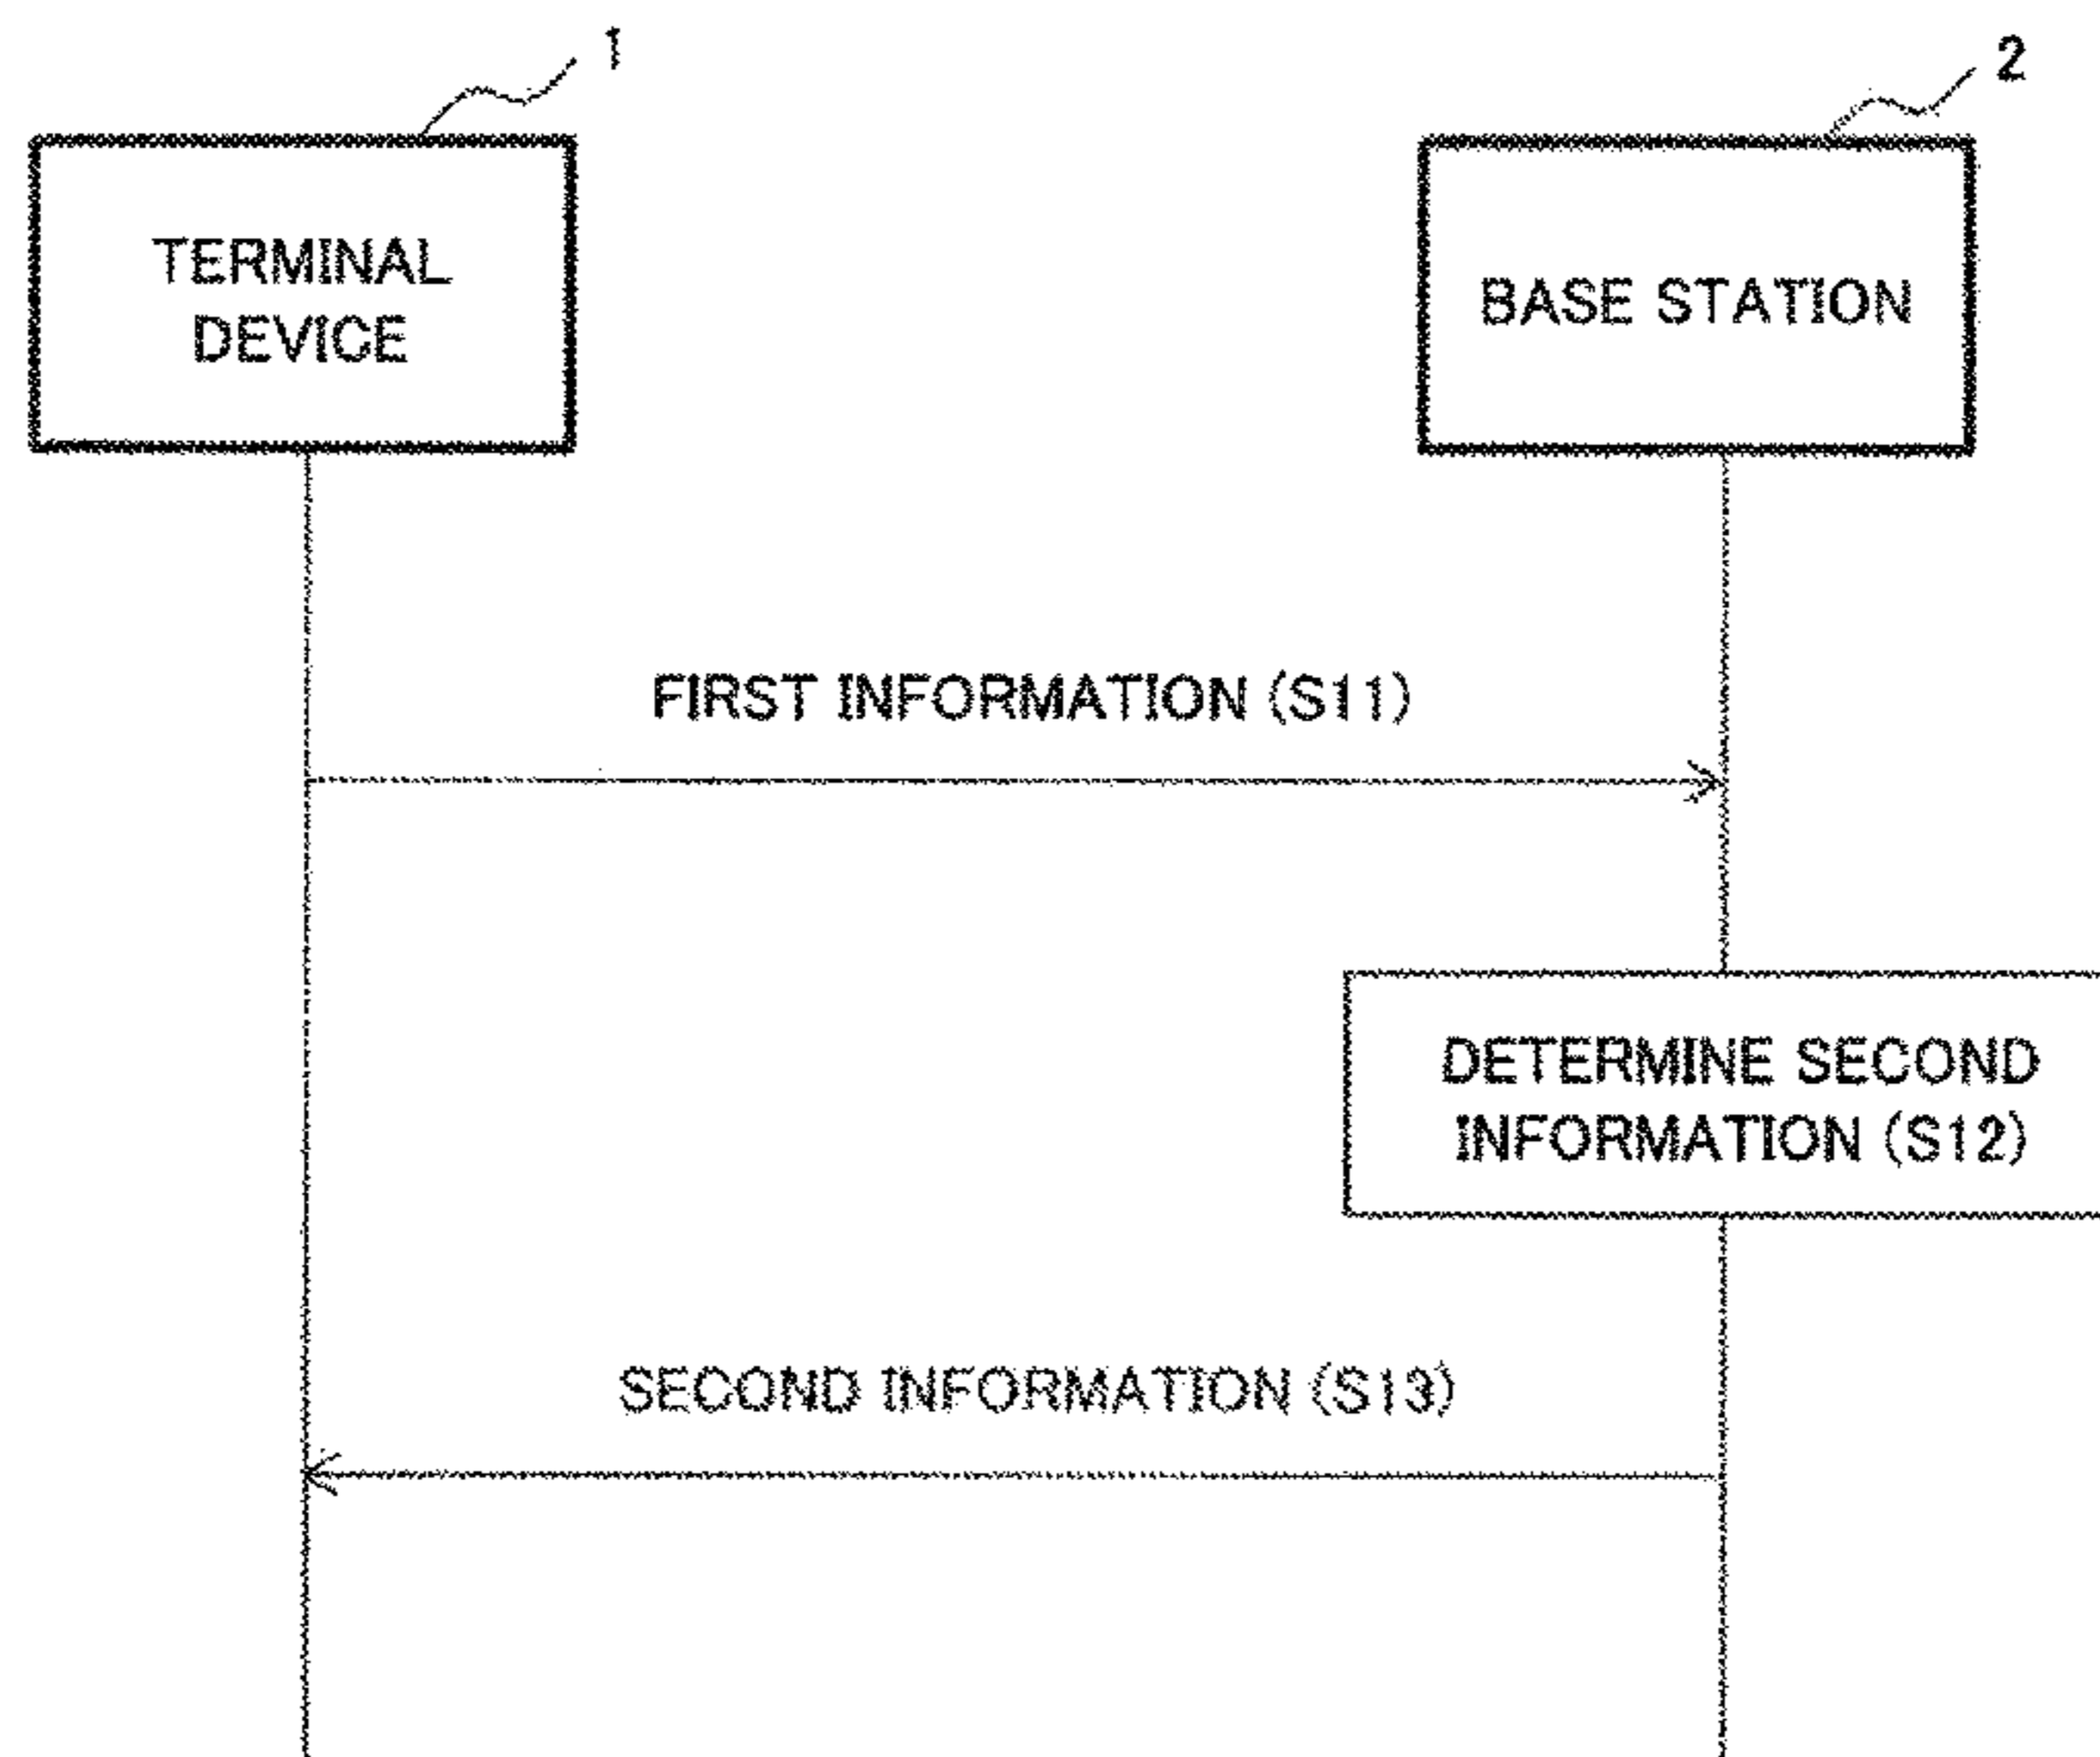 1
2
TERMINAL
DEVICE
BASE STATION
FIRST INFORMATION (S11)
DETERMINE SECOND
INFORMATION (S12)
SECOND INFORMATION (S13)